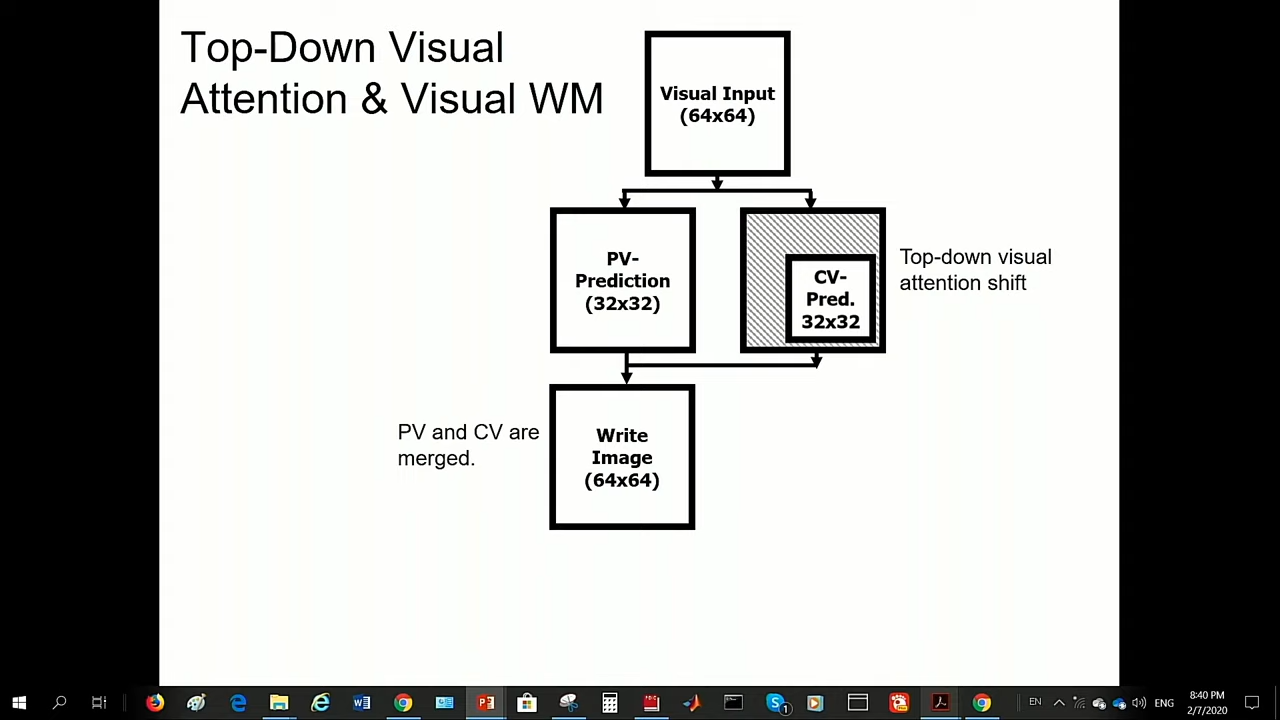 Top-Down Visual
Attention & Visual WM
Visual Input
(64x64)
PV-
Prediction
(32x32)
CV-
Pred.
32x32
Top-down visual
attention shift
PV and CV are
merged.
Write
Image
(64x64)
EN
ENG
8:40 PM
2/7/2020